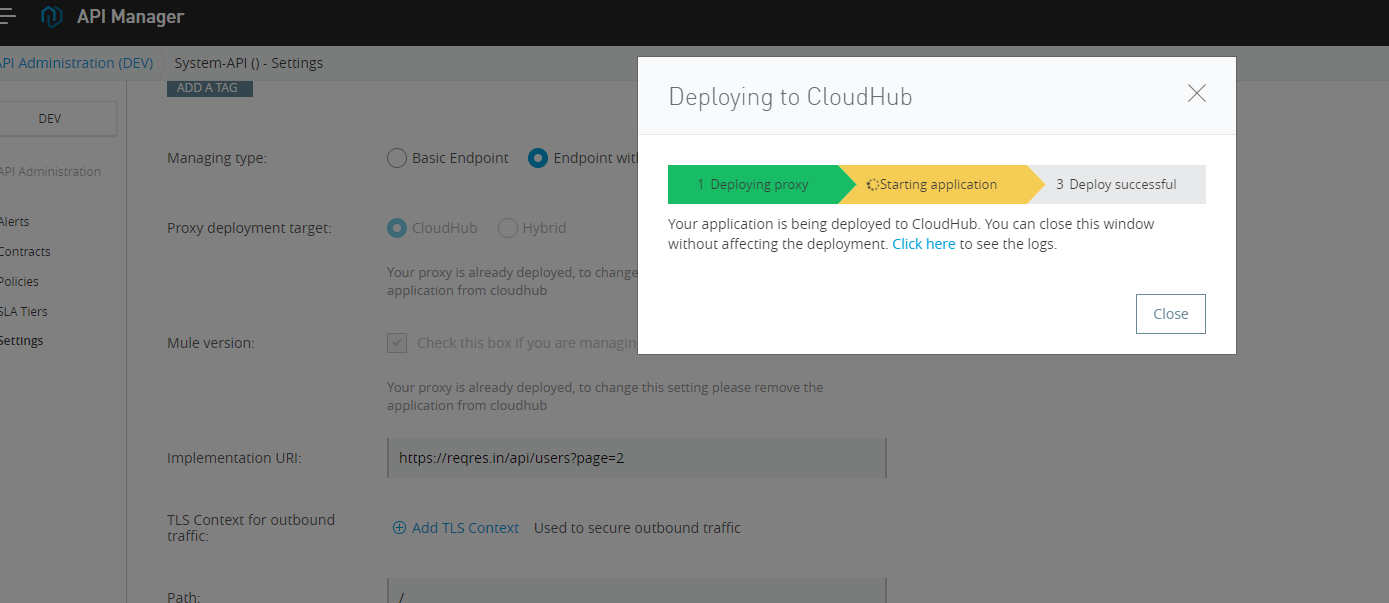 API Manager
API Administration (DEV) System-API () - Settings
ADD A TAG
DEV
API Administration
Alerts
Contracts
Policies
SLA Tiers
Settings
Managing type: Basic Endpoint Endpoint with
Proxy deployment target: CloudHub Hybrid
Your proxy is already deployed, to change
application from cloudhub
Mule version: Check this box if you are managing
Your proxy is already deployed, to change this setting please remove the
application from cloudhub
Implementation URI: https://reqres.in/api/users?page=2
TLS Context for outbound
traffic:
Add TLS Context Used to secure outbound traffic
Path: /
Deploying to CloudHub
1 Deploying proxy Starting application 3 Deploy successful
Your application is being deployed to CloudHub. You can close this window
without affecting the deployment. Click here to see the logs.
Close